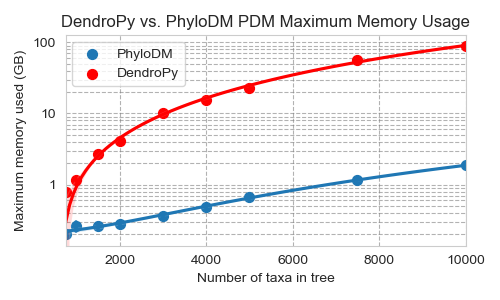 DendroPy vs. PhyloDM PDM Maximum Memory Usage
PhyloDM
DendroPy
Maximum memory used (GB)
100
10
1
2000
4000
6000
8000
10000
Number of taxa in tree